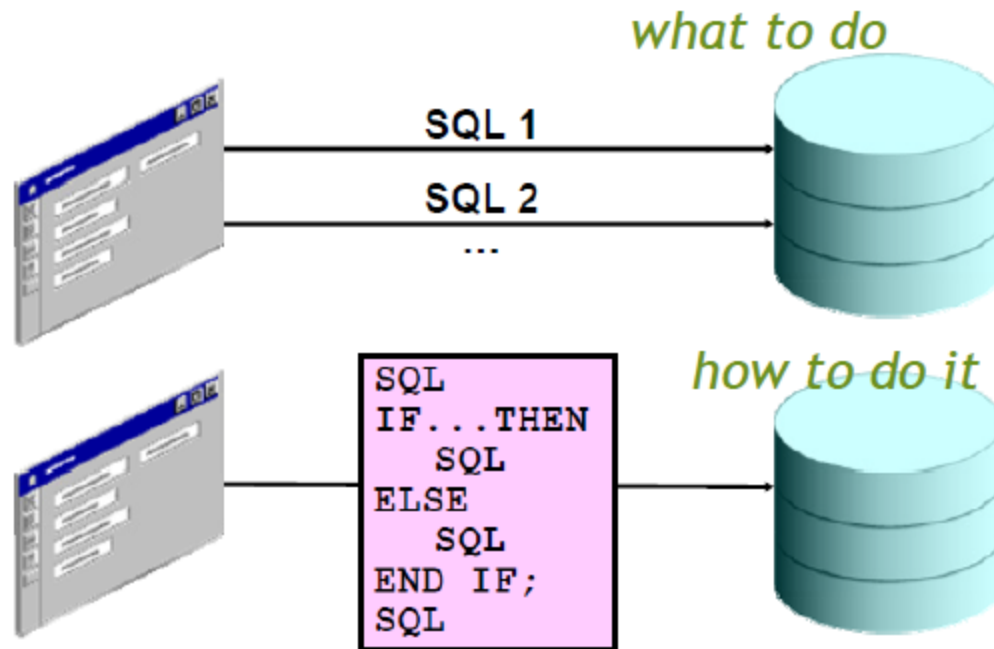 what to do
SQL 1
SQL 2
...
how to do it
SQL
IF...THEN
SQL
ELSE
SQL
END IF;
SQL